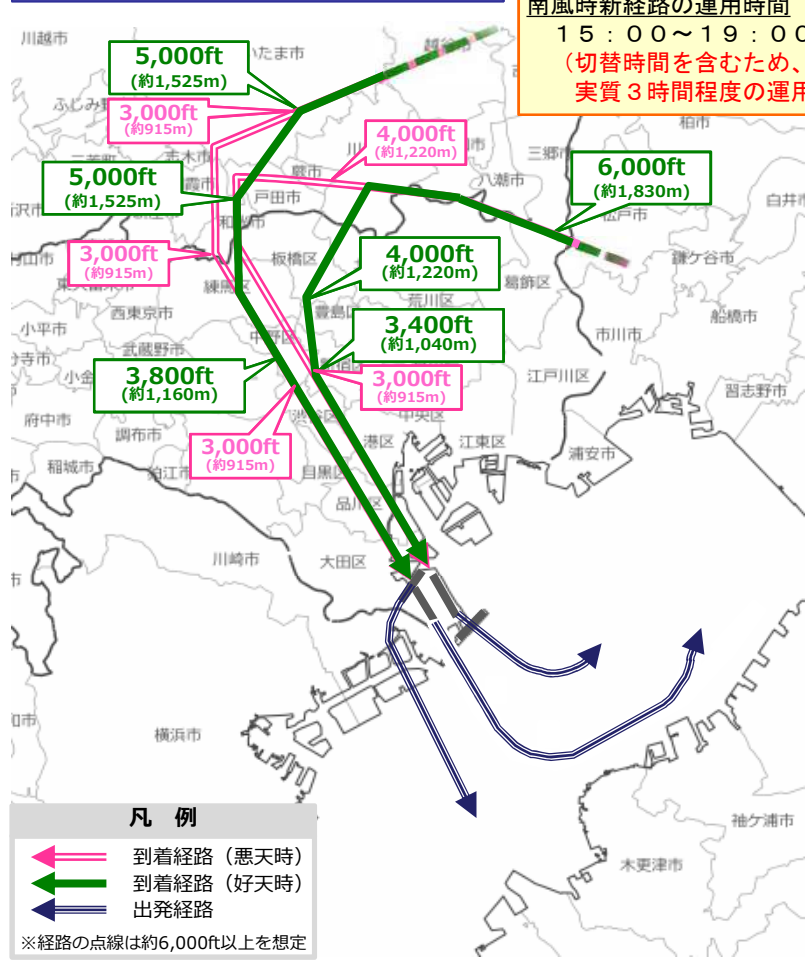 南風時新経路の運用時間
15：00～19：00
（切替時間を含むため、
実質３時間程度の運用
川越市
5,000ft
(約1,525m)
いたま市
越谷市
ふじみ野
3,000ft
(約915m)
4,000ft
(約1,220m)
柏市
志木市
蕨市
三郷市
5,000ft
(約1,525m)
戸田市
八潮市
6,000ft
(約1,830m)
松戸市
白井市
和光市
3,000ft
(約915m)
板橋区
4,000ft
(約1,220m)
鎌ケ谷市
練馬区
葛飾区
西東京市
豊島区
荒川区
船橋市
小平市
中野区
3,400ft
(約1,040m)
市川市
武蔵野市
新宿区
3,800ft
(約1,160m)
3,000ft
(約915m)
江戸川区
習志野市
府中市
渋谷区
中央区
調布市
3,000ft
(約915m)
港区
江東区
浦安市
稲城市
狛江市
目黒区
品川区
川崎市
大田区
横浜市
袖ケ浦市
木更津市
凡 例
到着経路（悪天時）
到着経路（好天時）
出発経路
※経路の点線は約6,000ft以上を想定